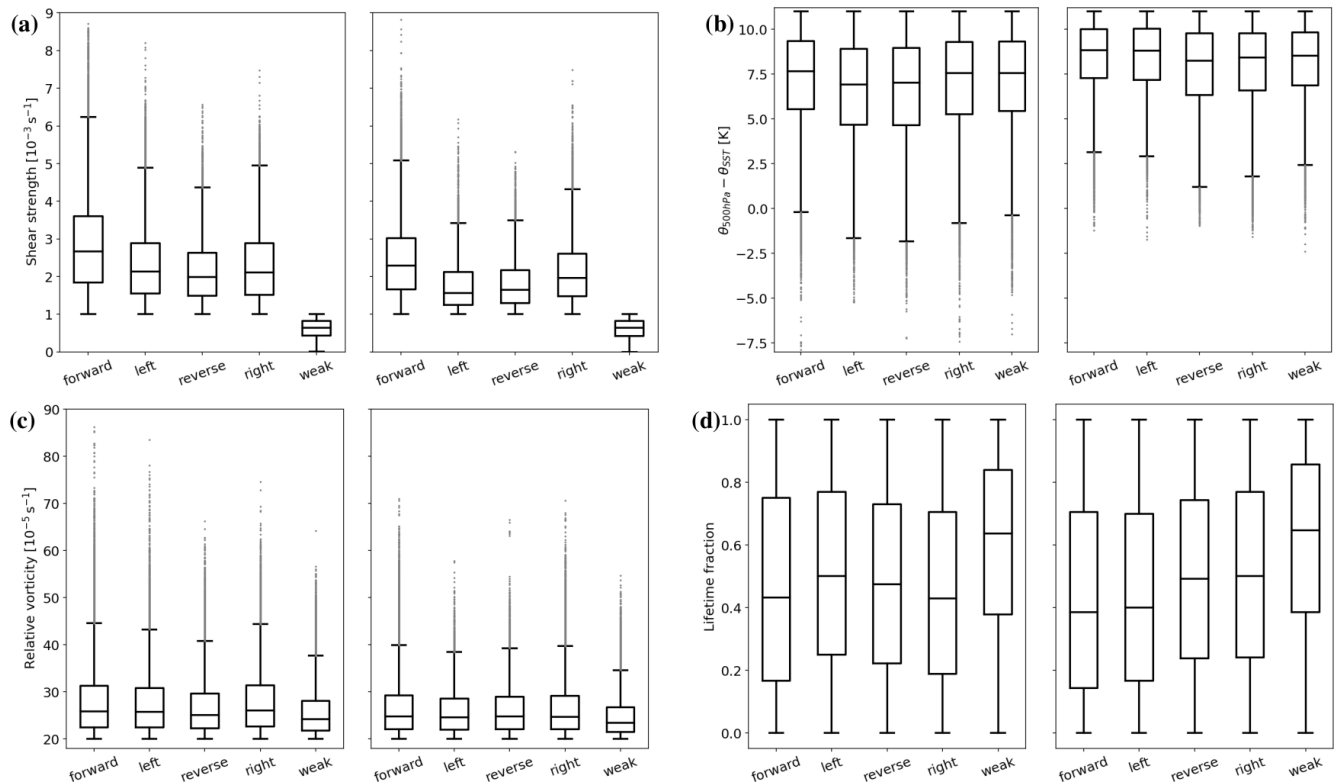 (a)
Shear strength [10⁻³ s⁻¹]
9
8
7
6
5
4
3
2
1
0
forward left reverse right weak
forward left reverse right weak
(b)
θ500hPa − θSST [K]
10.0
7.5
5.0
2.5
0.0
−2.5
−5.0
−7.5
forward left reverse right weak
forward left reverse right weak
(c)
Relative vorticity [10⁻⁵ s⁻¹]
90
80
70
60
50
40
30
20
forward left reverse right weak
forward left reverse right weak
(d)
Lifetime fraction
1.0
0.8
0.6
0.4
0.2
0.0
forward left reverse right weak
forward left reverse right weak